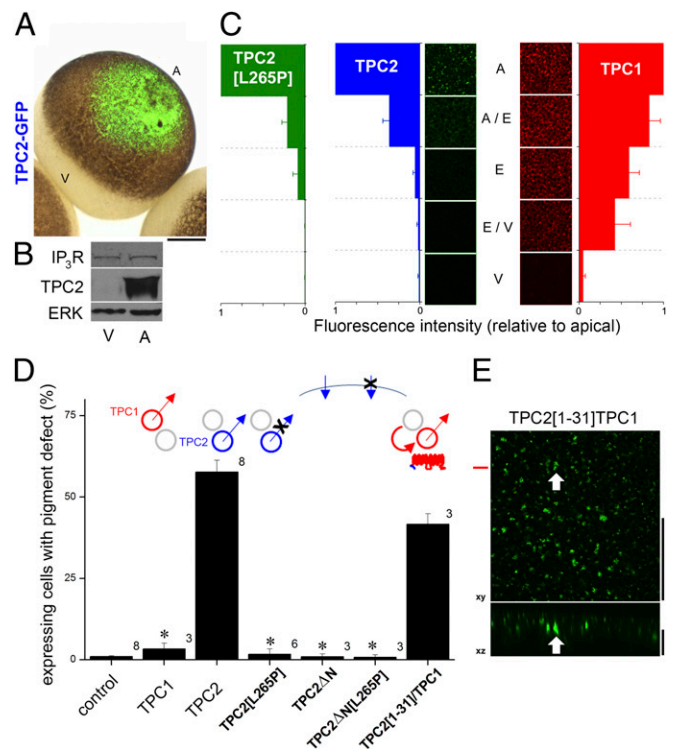 A
TPC2-GFP
A
V
B
IP3R
TPC2
ERK
V A
C
TPC2 [L265P]
TPC2
TPC1
A
A / E
E
E / V
V
1 0
1 0
0 1
Fluorescence intensity (relative to apical)
D
expressing cells with pigment defect (%)
75
50
25
0
TPC1
TPC2
X
X
8
3
8
6
3
3
3
*
*
*
*
control
TPC1
TPC2
TPC2[L265P]
TPC2ΔN
TPC2ΔN[L265P]
TPC2[1-31]/TPC1
E
TPC2[1-31]TPC1
xy
xz